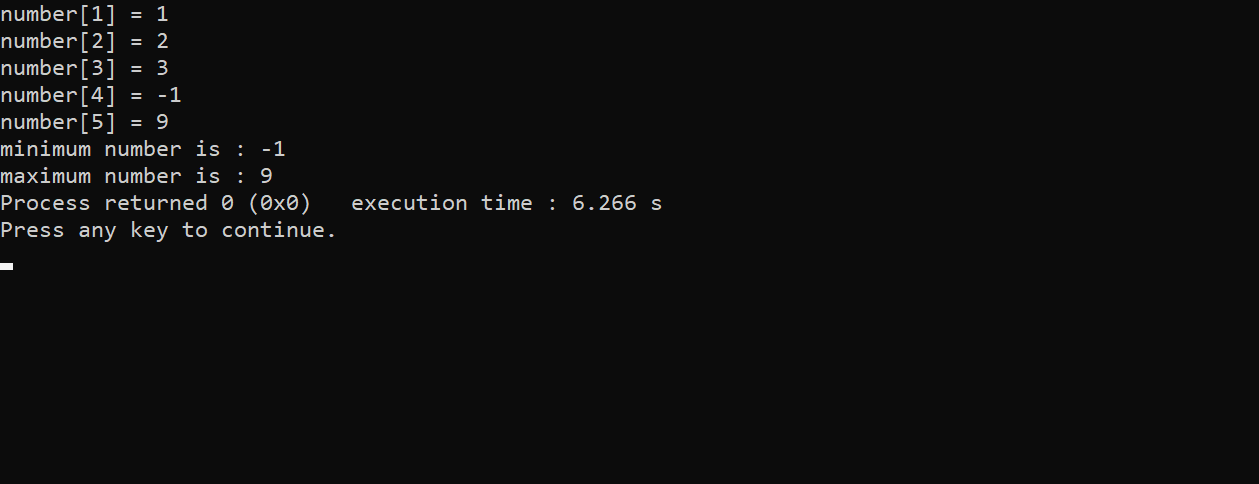 number[1] = 1
number[2] = 2
number[3] = 3
number[4] = -1
number[5] = 9
minimum number is : -1
maximum number is : 9
Process returned 0 (0x0)   execution time : 6.266 s
Press any key to continue.